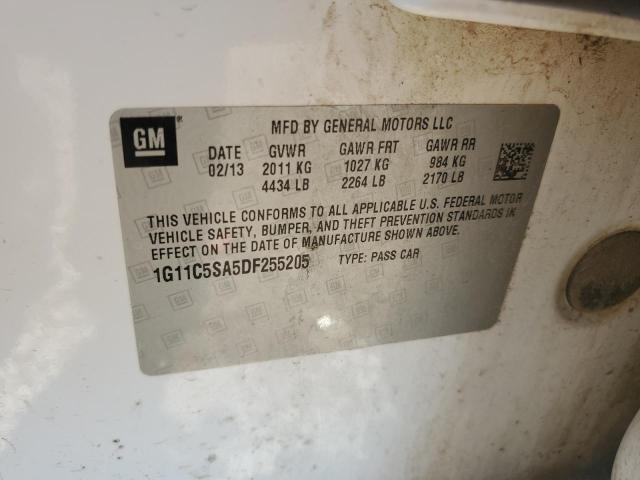 GM
MFD BY GENERAL MOTORS LLC
DATE GVWR GAWR FRT GAWR RR
02/13 2011 KG 1027 KG 984 KG
4434 LB 2264 LB 2170 LB
THIS VEHICLE CONFORMS TO ALL APPLICABLE U.S. FEDERAL MOTOR
VEHICLE SAFETY, BUMPER, AND THEFT PREVENTION STANDARDS IN
EFFECT ON THE DATE OF MANUFACTURE SHOWN ABOVE.
1G11C5SA5DF255205 TYPE: PASS CAR